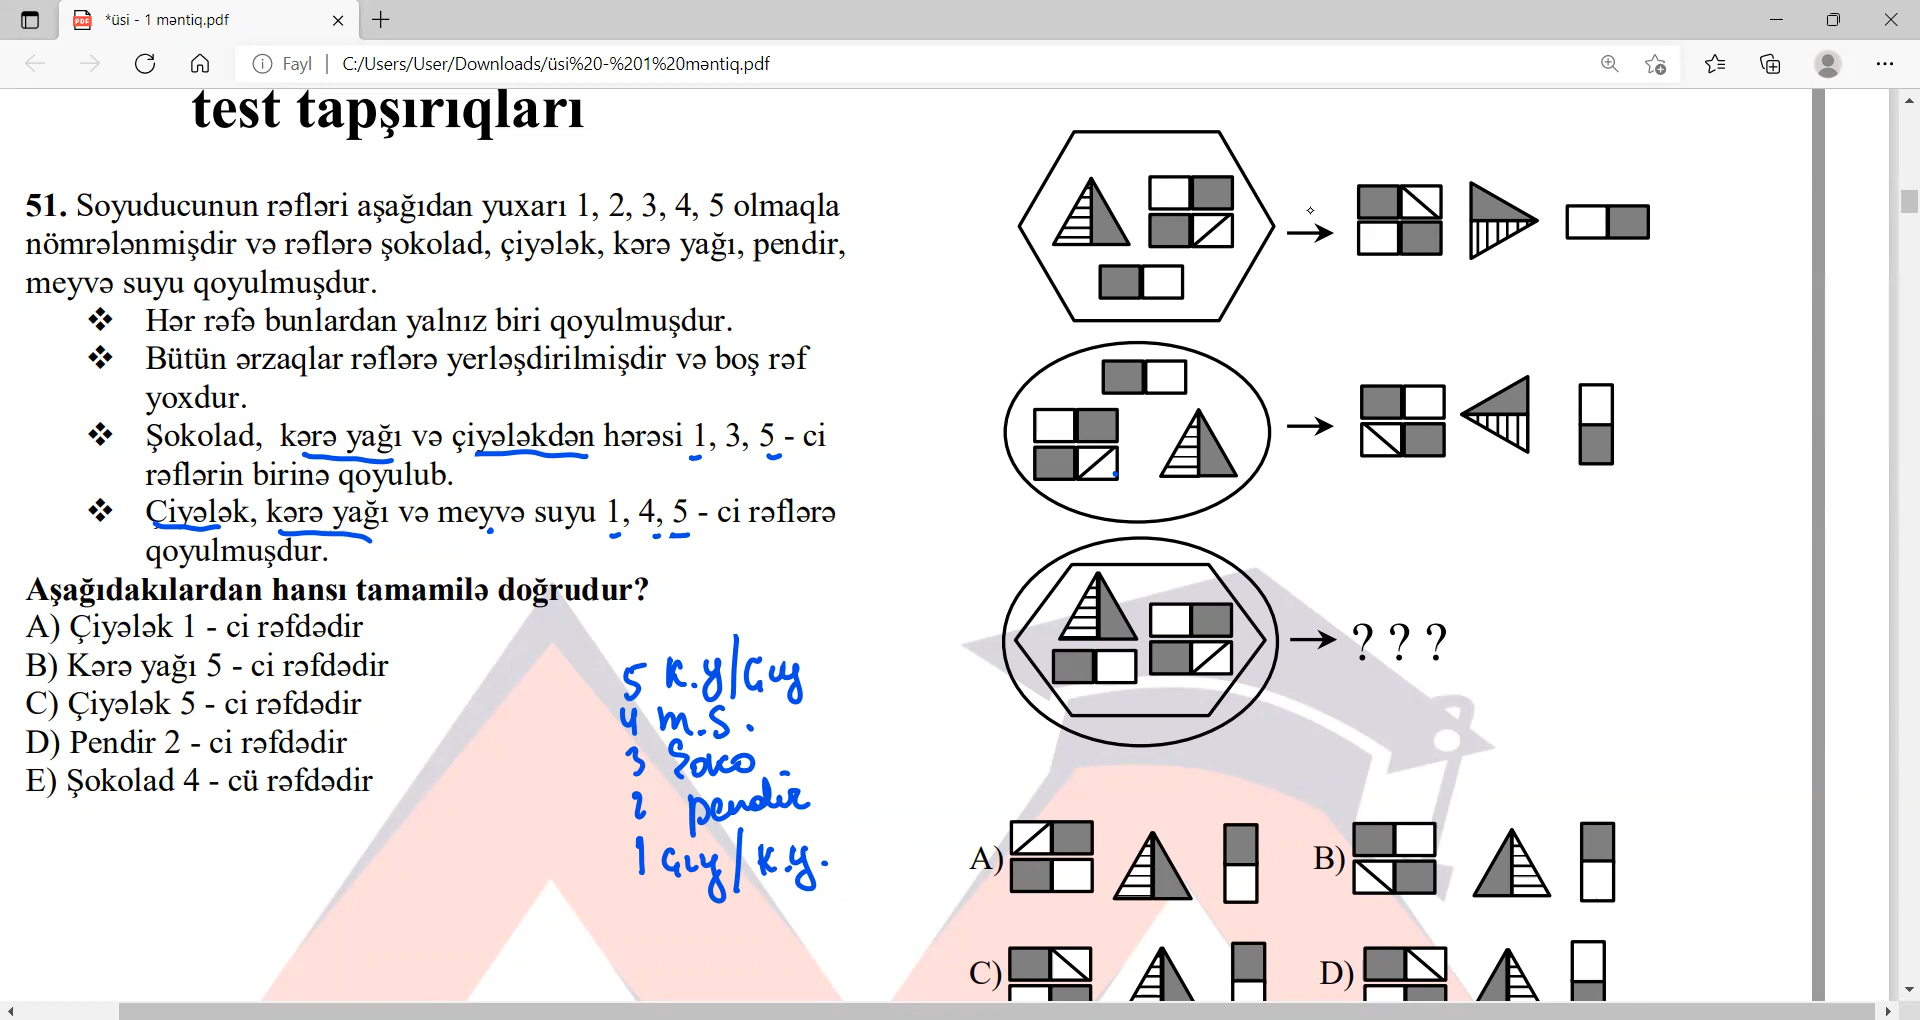 *üsi - 1 məntiq.pdf
Fayl | C:/Users/User/Downloads/üsi%20-%201%20məntiq.pdf
test tapşırıqları
51. Soyuducunun rəfləri aşağıdan yuxarı 1, 2, 3, 4, 5 olmaqla
nömrələnmişdir və rəflərə şokolad, çiyələk, kərə yağı, pendir,
meyvə suyu qoyulmuşdur.
❖ Hər rəfə bunlardan yalnız biri qoyulmuşdur.
❖ Bütün ərzaqlar rəflərə yerləşdirilmişdir və boş rəf
yoxdur.
❖ Şokolad, kərə yağı və çiyələkdən hərəsi 1, 3, 5 - ci
rəflərin birinə qoyulub.
❖ Çiyələk, kərə yağı və meyvə suyu 1, 4, 5 - ci rəflərə
qoyulmuşdur.
Aşağıdakılardan hansı tamamilə doğrudur?
A) Çiyələk 1 - ci rəfdədir
B) Kərə yağı 5 - ci rəfdədir
C) Çiyələk 5 - ci rəfdədir
D) Pendir 2 - ci rəfdədir
E) Şokolad 4 - cü rəfdədir
5 K.y/Çıy
4 m.s.
3 Şoko
2 pendir
1 Çıy/K.y.
? ? ?
A)
B)
C)
D)